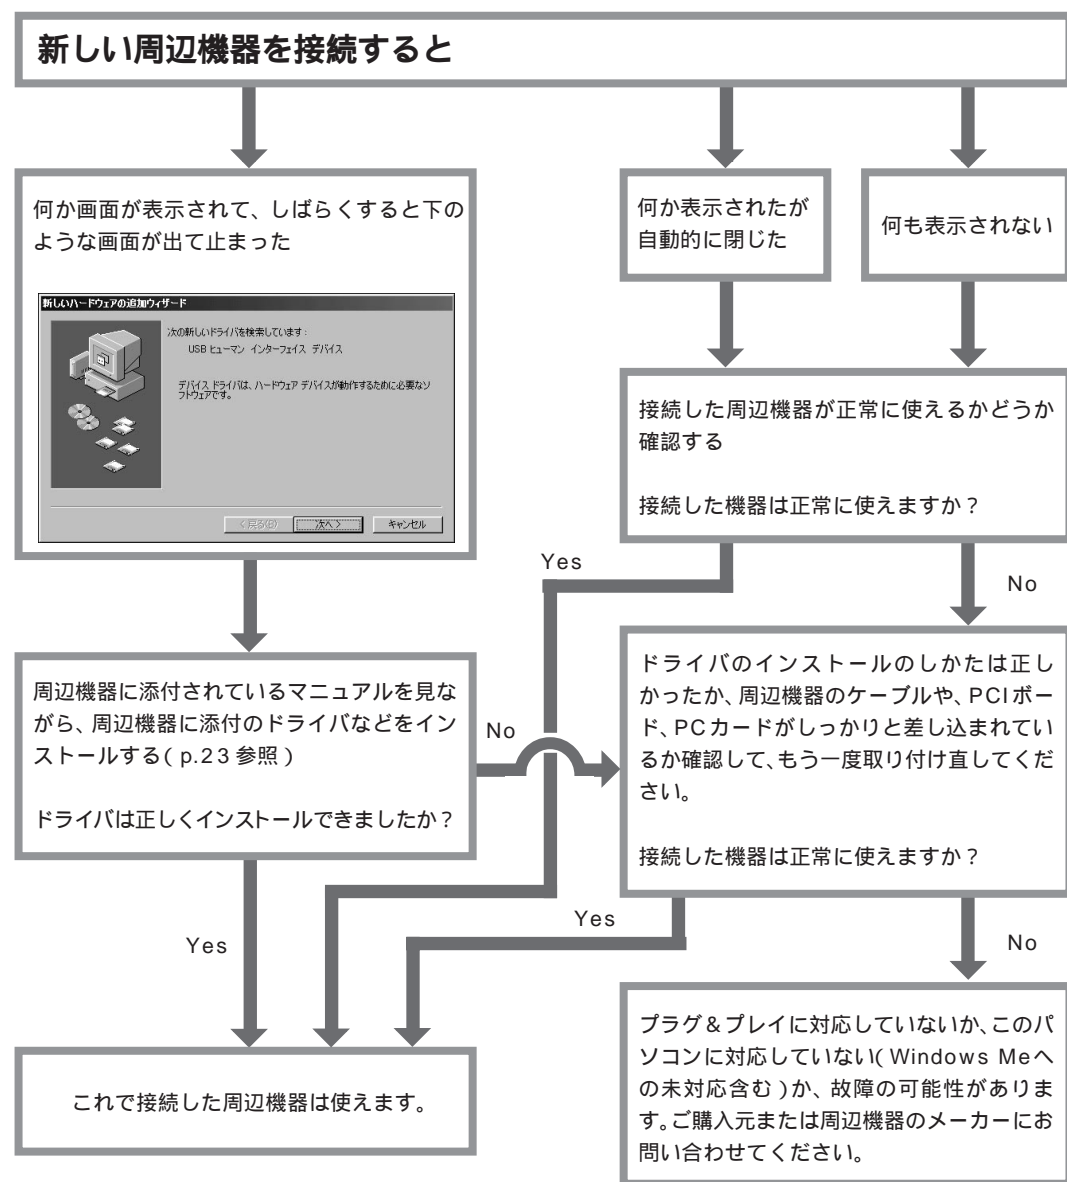 新しい周辺機器を接続すると
何か画面が表示されて、しばらくすると下の
ような画面が出て止まった
新しいハードウェアの追加ウィザード
次の新しいドライバを検索しています:
USB ヒューマン インターフェイス デバイス
デバイス ドライバは、ハードウェア デバイスが動作するために必要なソ
フトウェアです。
< 戻る(B)
次へ >
キャンセル
何か表示されたが
自動的に閉じた
何も表示されない
接続した周辺機器が正常に使えるかどうか
確認する
接続した機器は正常に使えますか?
Yes
No
周辺機器に添付されているマニュアルを見な
がら、周辺機器に添付のドライバなどをイン
ストールする(p.23 参照)
ドライバは正しくインストールできましたか?
No
ドライバのインストールのしかたは正し
かったか、周辺機器のケーブルや、PCIボー
ド、PCカードがしっかりと差し込まれてい
るか確認して、もう一度取り付け直してくだ
さい。
接続した機器は正常に使えますか?
Yes
Yes
No
これで接続した周辺機器は使えます。
プラグ&プレイに対応していないか、このパ
ソコンに対応していない(Windows Meへ
の未対応含む)か、故障の可能性がありま
す。ご購入元または周辺機器のメーカーにお
問い合わせてください。